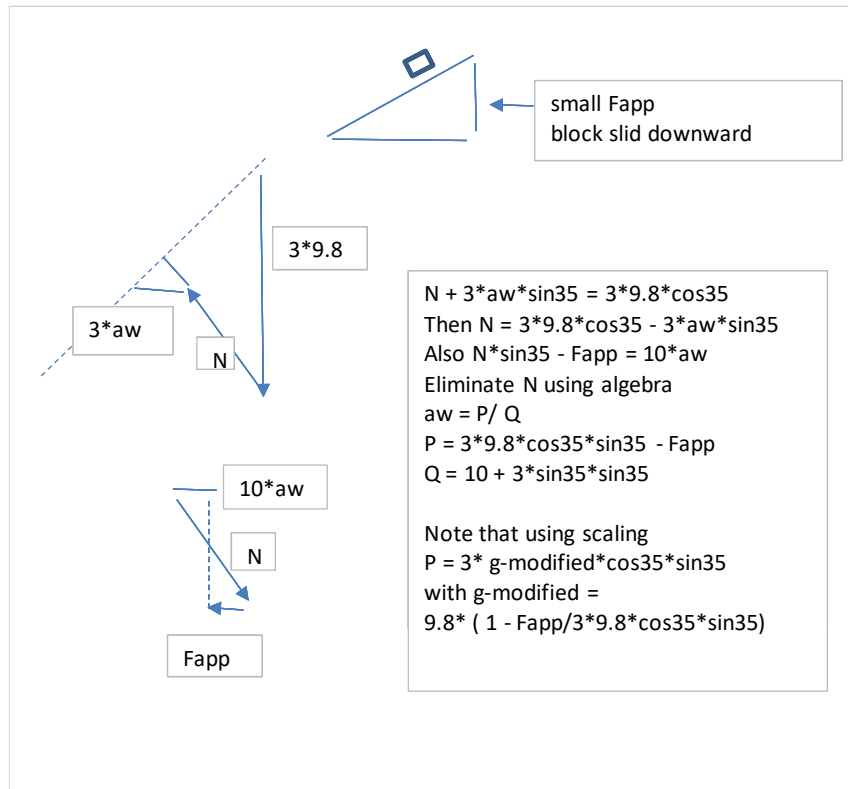 small Fapp
block slid downward
3*9.8
3*aw
N
N + 3*aw*sin35 = 3*9.8*cos35
Then N = 3*9.8*cos35 - 3*aw*sin35
Also N*sin35 - Fapp = 10*aw
Eliminate N using algebra
aw = P/ Q
P = 3*9.8*cos35*sin35 - Fapp
Q = 10 + 3*sin35*sin35
Note that using scaling
P = 3* g-modified*cos35*sin35
with g-modified =
9.8* ( 1 - Fapp/3*9.8*cos35*sin35)
10*aw
N
Fapp